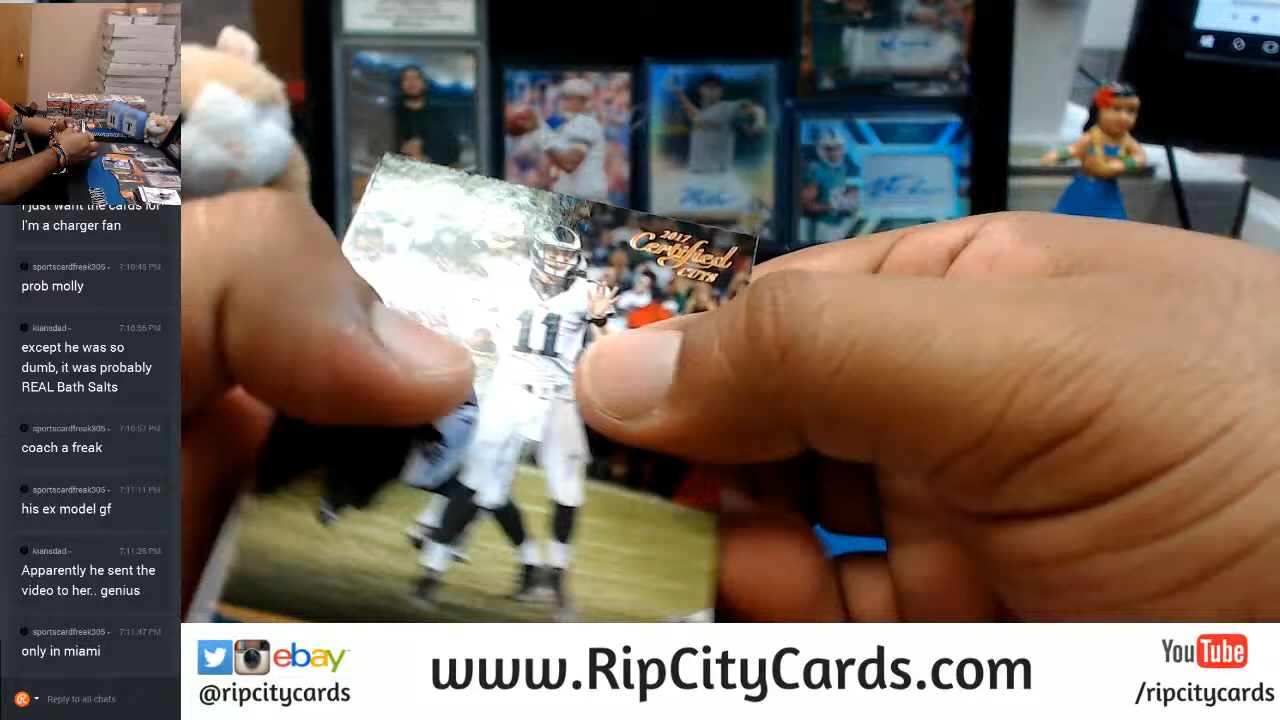 I just want the cards lol
I'm a charger fan
sportscardfreak305 - 7:10:45 PM
prob molly
kiansdad - 7:10:56 PM
except he was so
dumb, it was probably
REAL Bath Salts
sportscardfreak305 - 7:10:57 PM
coach a freak
sportscardfreak305 - 7:11:11 PM
his ex model gf
kiansdad - 7:11:26 PM
Apparently he sent the
video to her.. genius
sportscardfreak305 - 7:11:47 PM
only in miami
Reply to all chats
2017
Certified
CUTS
11
ebay
@ripcitycards
www.RipCityCards.com
YouTube
/ripcitycards